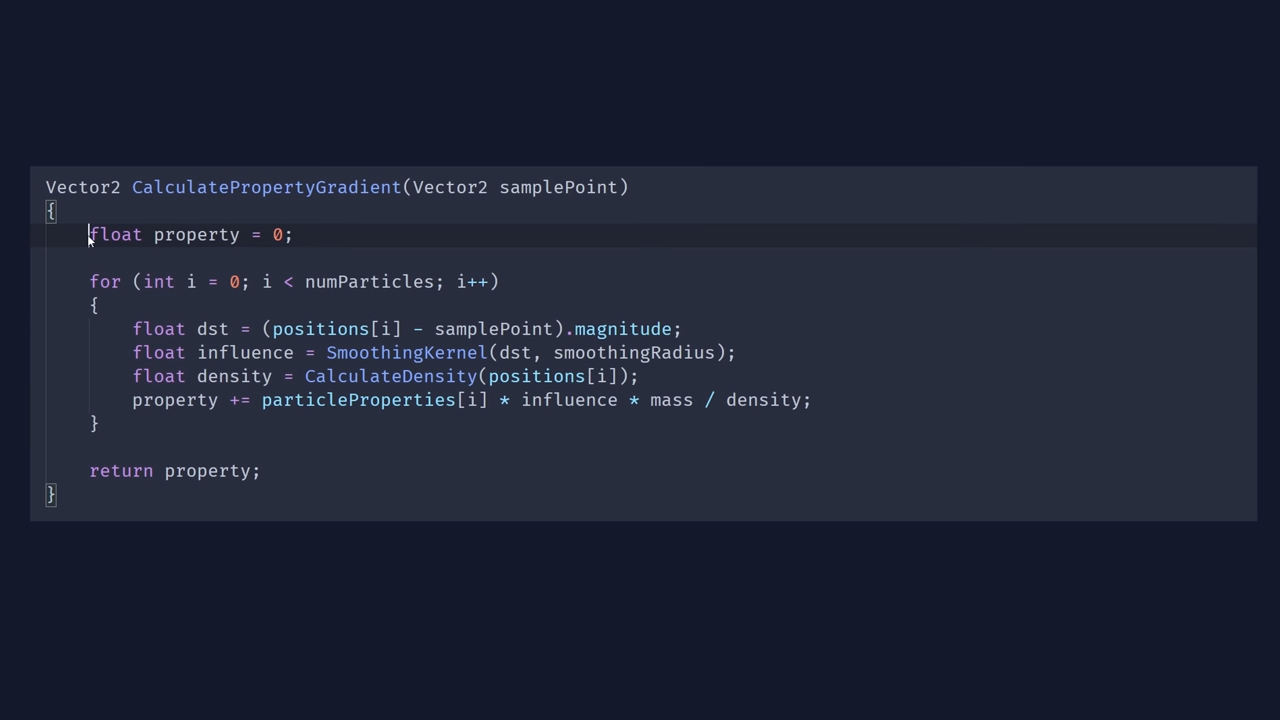 Vector2 CalculatePropertyGradient(Vector2 samplePoint)
{
    float property = 0;

    for (int i = 0; i < numParticles; i++)
    {
        float dst = (positions[i] - samplePoint).magnitude;
        float influence = SmoothingKernel(dst, smoothingRadius);
        float density = CalculateDensity(positions[i]);
        property += particleProperties[i] * influence * mass / density;
    }

    return property;
}